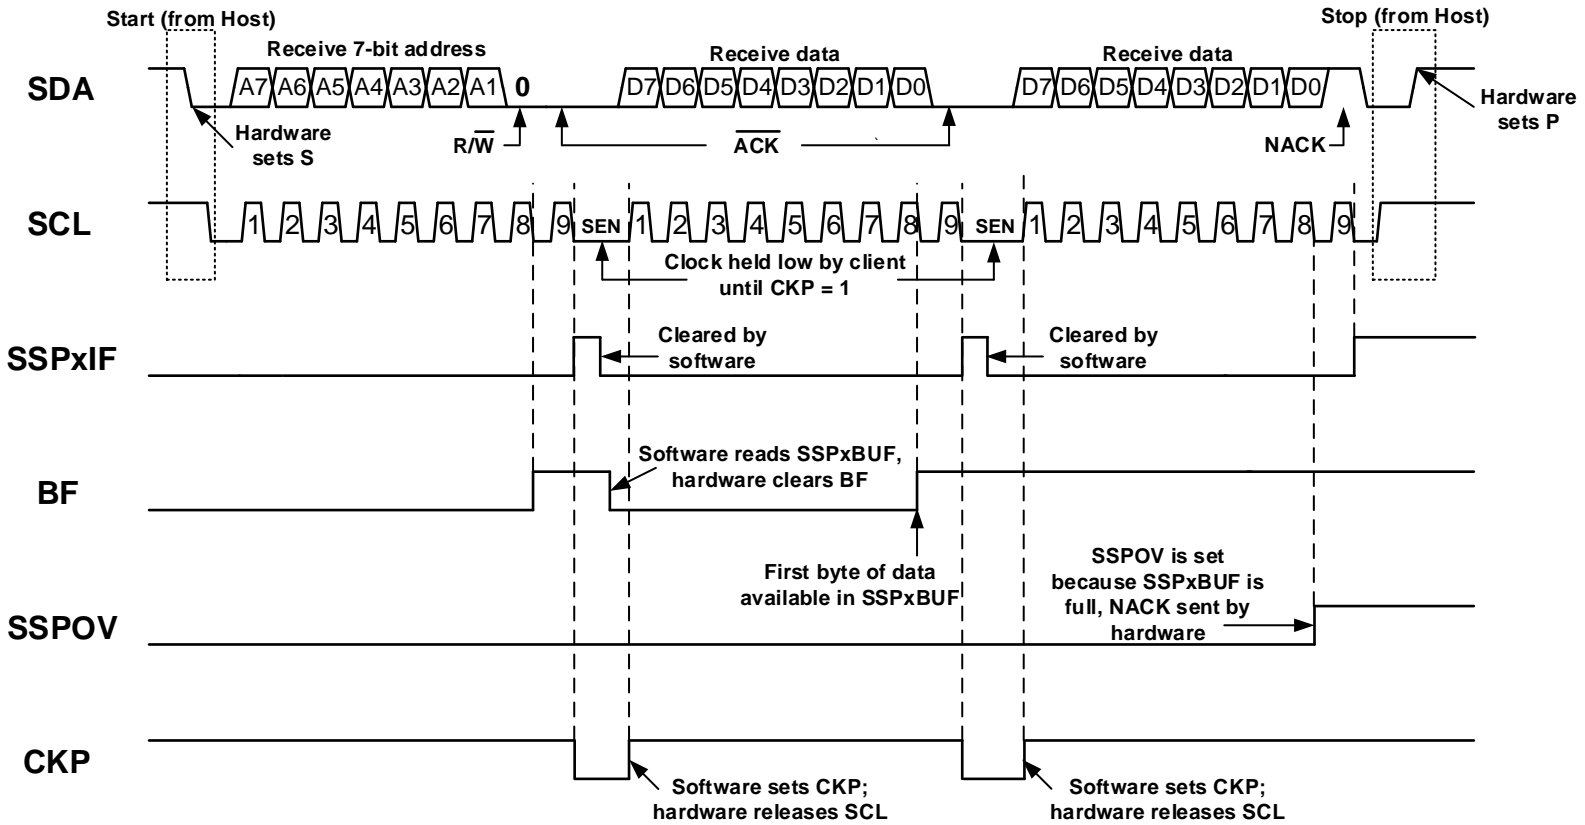 Start (from Host)
Stop (from Host)
Receive 7-bit address
Receive data
Receive data
SDA
A7 A6 A5 A4 A3 A2 A1 0
D7 D6 D5 D4 D3 D2 D1 D0
D7 D6 D5 D4 D3 D2 D1 D0
Hardware
sets S
R/W
ACK
NACK
Hardware
sets P
SCL
1 2 3 4 5 6 7 8 9 SEN 1 2 3 4 5 6 7 8 9 SEN 1 2 3 4 5 6 7 8 9
Clock held low by client
until CKP = 1
SSPxIF
Cleared by
software
Cleared by
software
BF
Software reads SSPxBUF,
hardware clears BF
First byte of data
available in SSPxBUF
SSPOV
SSPOV is set
because SSPxBUF is
full, NACK sent by
hardware
CKP
Software sets CKP;
hardware releases SCL
Software sets CKP;
hardware releases SCL